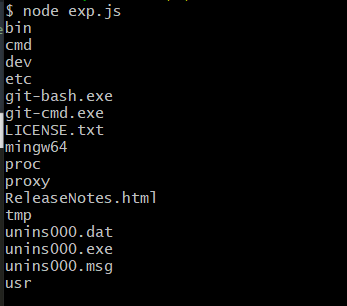 $ node exp.js
bin
cmd
dev
etc
git-bash.exe
git-cmd.exe
LICENSE.txt
mingw64
proc
proxy
ReleaseNotes.html
tmp
unins000.dat
unins000.exe
unins000.msg
usr